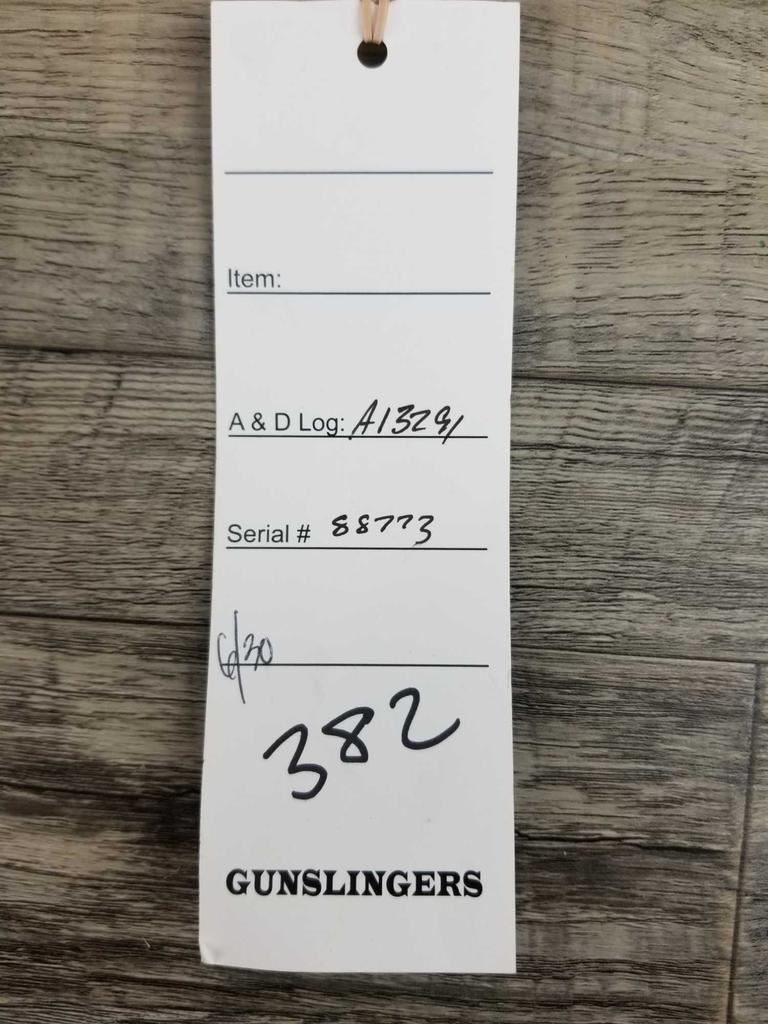 Item:
A & D Log: A13291
Serial # 88773
6/30
382
GUNSLINGERS